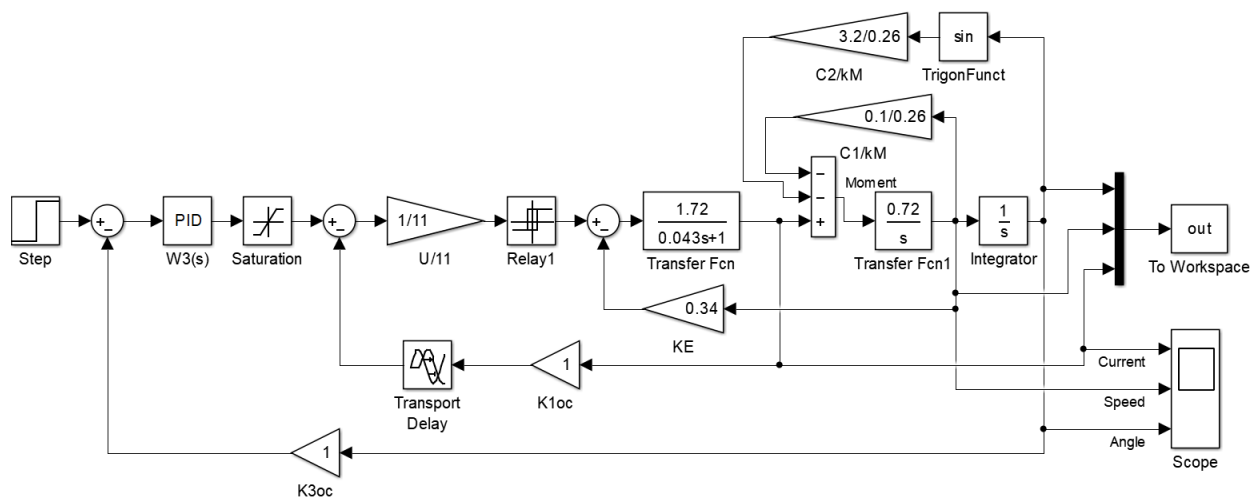 3.2/0.26
sin
C2/kM
TrigonFunct
0.1/0.26
C1/kM
−
−
+
Moment
+
−
PID
+
−
1/11
+
−
1.72
0.043s+1
0.72
s
1
s
out
Step
W3(s)
Saturation
U/11
Relay1
Transfer Fcn
Transfer Fcn1
Integrator
To Workspace
0.34
KE
1
K1oc
Transport
Delay
Current
Speed
Angle
Scope
1
K3oc